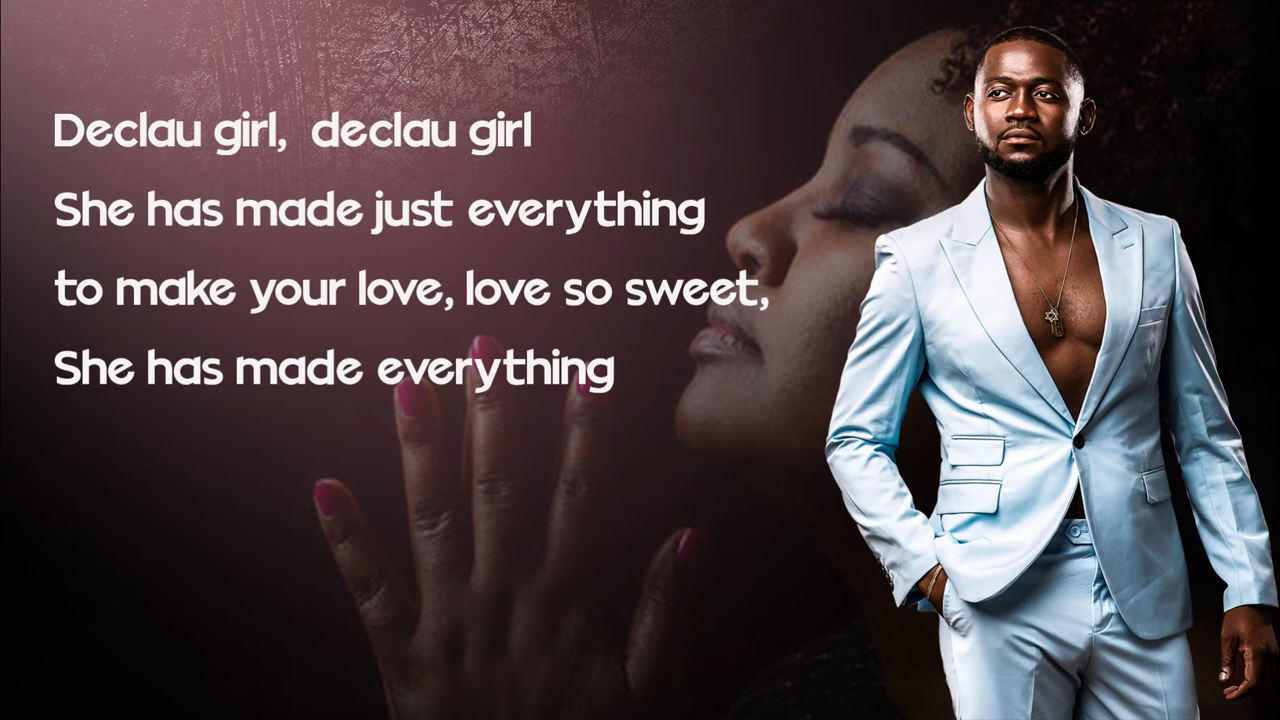 Declau girl, declau girl
She has made just everything
to make your love, love so sweet,
She has made everything